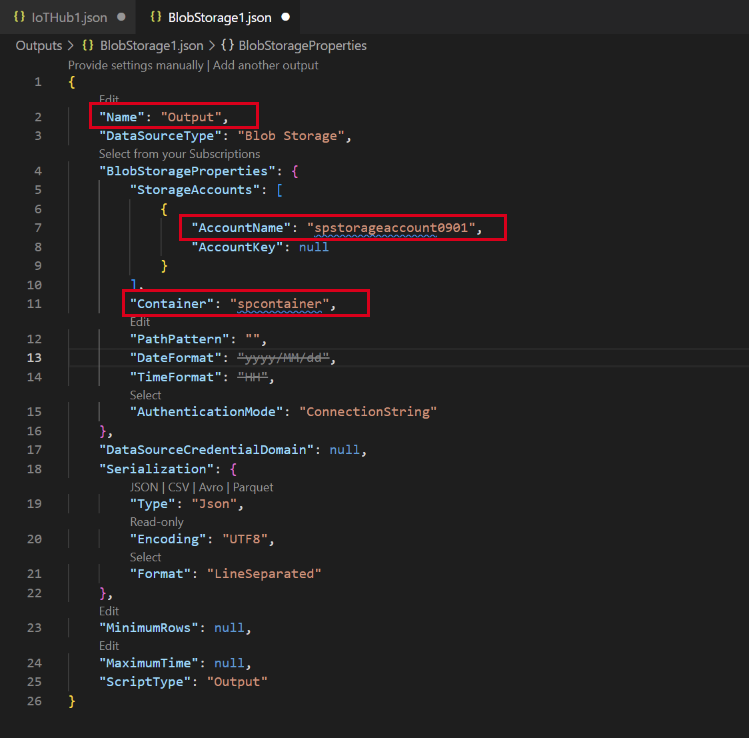 {} IoTHub1.json ● {} BlobStorage1.json ●
Outputs > {} BlobStorage1.json > {} BlobStorageProperties
Provide settings manually | Add another output
1 {
Edit
2 "Name": "Output",
3 "DataSourceType": "Blob Storage",
Select from your Subscriptions
4 "BlobStorageProperties": {
5 "StorageAccounts": [
6 {
7 "AccountName": "spstorageaccount0901",
8 "AccountKey": null
9 }
10 ],
11 "Container": "spcontainer",
Edit
12 "PathPattern": "",
13 "DateFormat": "yyyy/MM/dd",
14 "TimeFormat": "HH",
Select
15 "AuthenticationMode": "ConnectionString"
16 },
17 "DataSourceCredentialDomain": null,
18 "Serialization": {
JSON | CSV | Avro | Parquet
19 "Type": "Json",
Read-only
20 "Encoding": "UTF8",
Select
21 "Format": "LineSeparated"
22 },
Edit
23 "MinimumRows": null,
Edit
24 "MaximumTime": null,
25 "ScriptType": "Output"
26 }